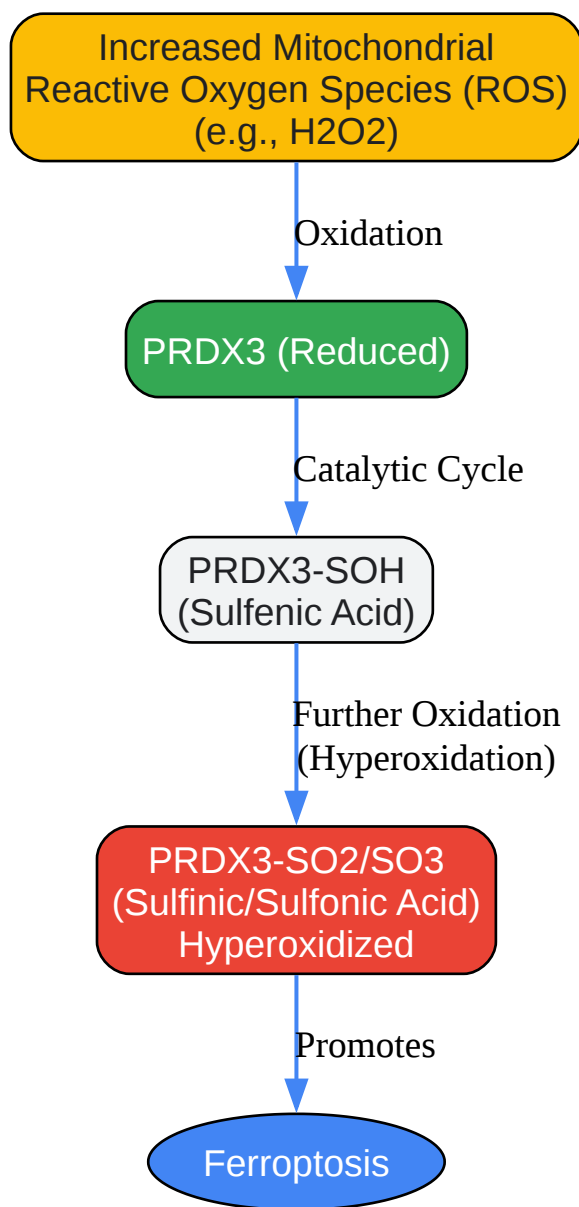 Increased Mitochondrial
Reactive Oxygen Species (ROS)
(e.g., H2O2)
Oxidation
PRDX3 (Reduced)
Catalytic Cycle
PRDX3-SOH
(Sulfenic Acid)
Further Oxidation
(Hyperoxidation)
PRDX3-SO2/SO3
(Sulfinic/Sulfonic Acid)
Hyperoxidized
Promotes
Ferroptosis